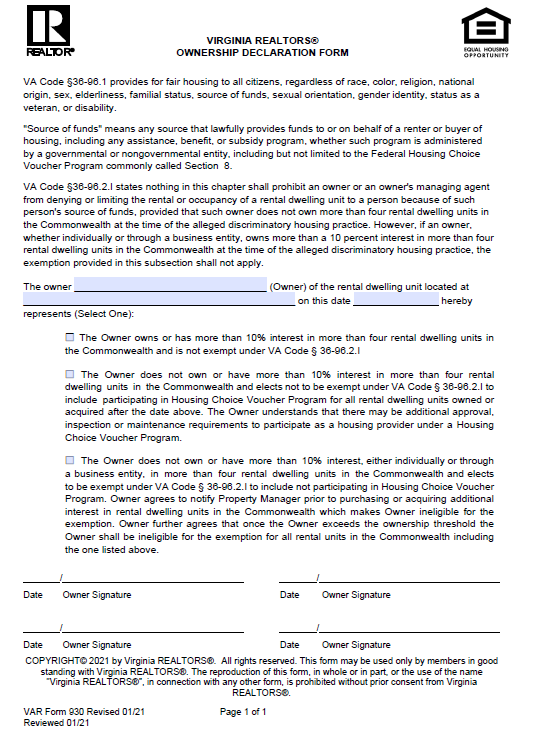 REALTOR®
EQUAL HOUSING
OPPORTUNITY
VIRGINIA REALTORS®
OWNERSHIP DECLARATION FORM
VA Code §36-96.1 provides for fair housing to all citizens, regardless of race, color, religion, national
origin, sex, elderliness, familial status, source of funds, sexual orientation, gender identity, status as a
veteran, or disability.
"Source of funds" means any source that lawfully provides funds to or on behalf of a renter or buyer of
housing, including any assistance, benefit, or subsidy program, whether such program is administered
by a governmental or nongovernmental entity, including but not limited to the Federal Housing Choice
Voucher Program commonly called Section 8.
VA Code §36-96.2.I states nothing in this chapter shall prohibit an owner or an owner's managing agent
from denying or limiting the rental or occupancy of a rental dwelling unit to a person because of such
person's source of funds, provided that such owner does not own more than four rental dwelling units in
the Commonwealth at the time of the alleged discriminatory housing practice. However, if an owner,
whether individually or through a business entity, owns more than a 10 percent interest in more than four
rental dwelling units in the Commonwealth at the time of the alleged discriminatory housing practice, the
exemption provided in this subsection shall not apply.
The owner (Owner) of the rental dwelling unit located at
on this date hereby
represents (Select One):
The Owner owns or has more than 10% interest in more than four rental dwelling units in
the Commonwealth and is not exempt under VA Code § 36-96.2.I
The Owner does not own or have more than 10% interest in more than four rental
dwelling units in the Commonwealth and elects not to be exempt under VA Code § 36-96.2.I to
include participating in Housing Choice Voucher Program for all rental dwelling units owned or
acquired after the date above. The Owner understands that there may be additional approval,
inspection or maintenance requirements to participate as a housing provider under a Housing
Choice Voucher Program.
The Owner does not own or have more than 10% interest, either individually or through
a business entity, in more than four rental dwelling units in the Commonwealth and elects
to be exempt under VA Code § 36-96.2.I to include not participating in Housing Choice Voucher
Program. Owner agrees to notify Property Manager prior to purchasing or acquiring additional
interest in rental dwelling units in the Commonwealth which makes Owner ineligible for the
exemption. Owner further agrees that once the Owner exceeds the ownership threshold the
Owner shall be ineligible for the exemption for all rental units in the Commonwealth including
the one listed above.
/ /
Date Owner Signature Date Owner Signature
/ /
Date Owner Signature Date Owner Signature
COPYRIGHT© 2021 by Virginia REALTORS®. All rights reserved. This form may be used only by members in good
standing with Virginia REALTORS®. The reproduction of this form, in whole or in part, or the use of the name
"Virginia REALTORS®", in connection with any other form, is prohibited without prior consent from Virginia
REALTORS®.
VAR Form 930 Revised 01/21 Page 1 of 1
Reviewed 01/21